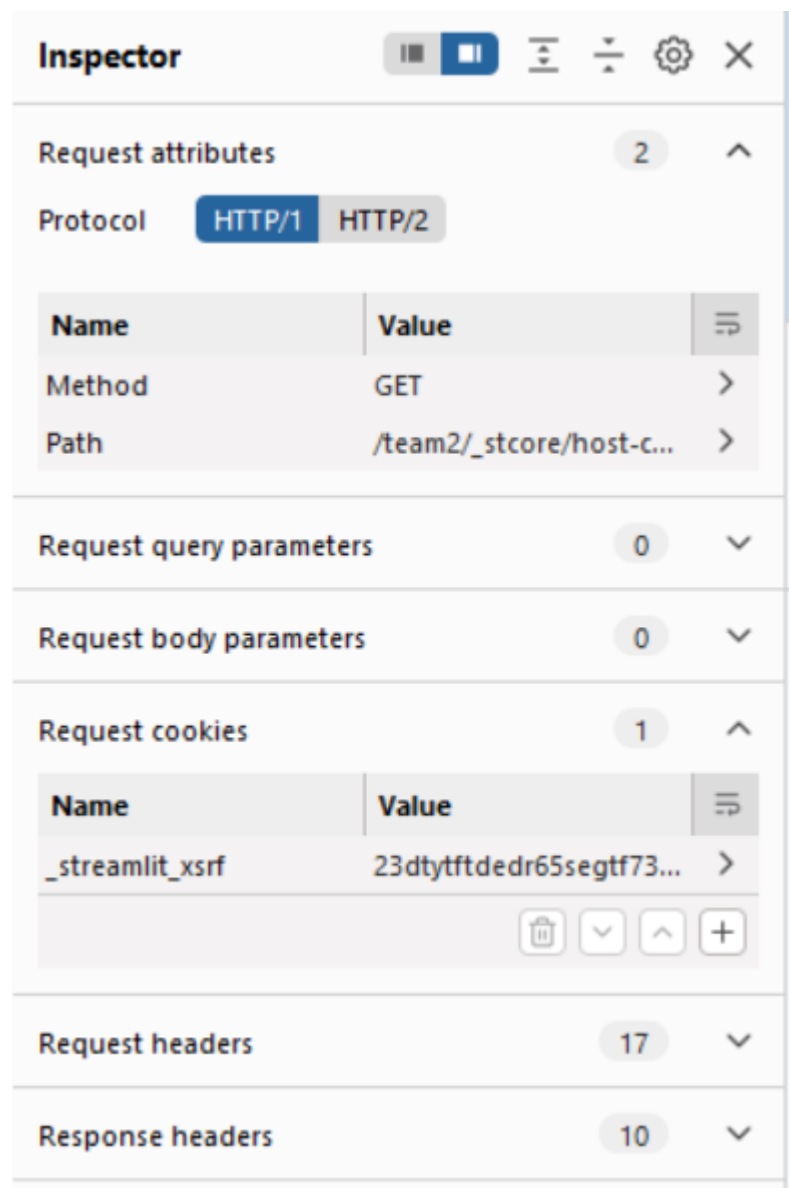 Inspector
Request attributes 2
Protocol HTTP/1 HTTP/2
Name Value
Method GET
Path /team2/_stcore/host-c...
Request query parameters 0
Request body parameters 0
Request cookies 1
Name Value
_streamlit_xsrf 23dtytftdedr65segtf73...
Request headers 17
Response headers 10